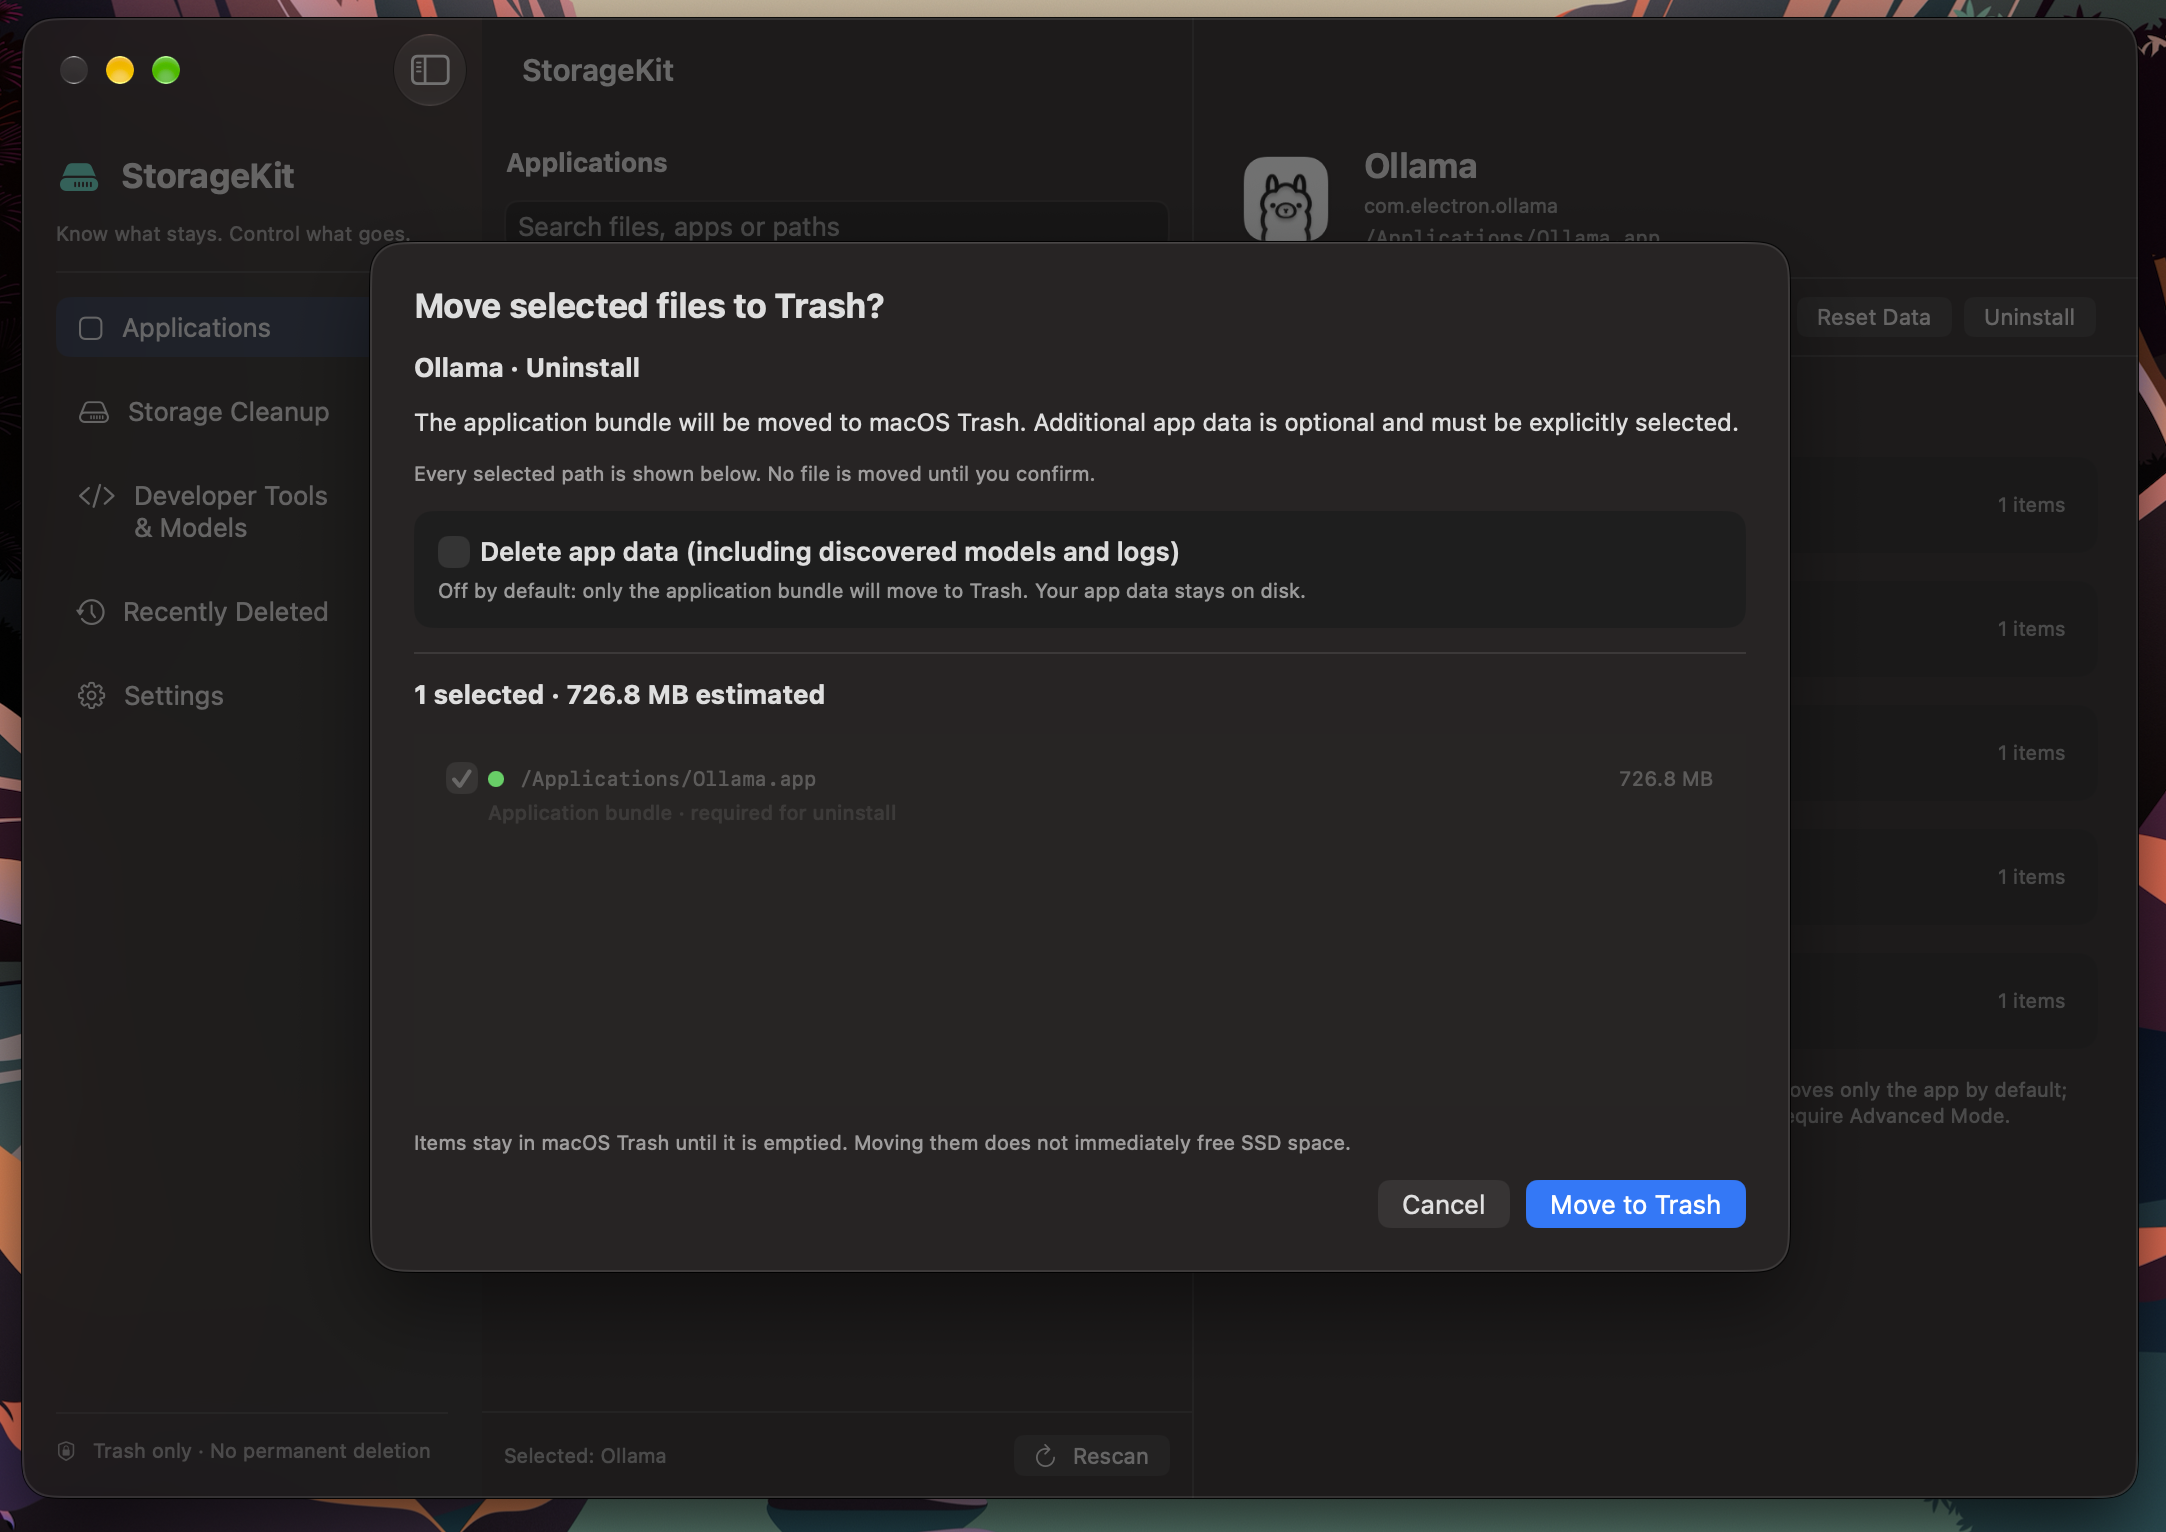 StorageKit
StorageKit
Know what stays. Control what goes.
Applications
Storage Cleanup
Developer Tools
& Models
Recently Deleted
Settings
Trash only · No permanent deletion
Applications
Search files, apps or paths
Selected: Ollama
Rescan
Ollama
com.electron.ollama
/Applications/Ollama.app
Reset Data
Uninstall
1 items
1 items
1 items
1 items
1 items
only the app by default;
Advanced Mode.
Move selected files to Trash?
Ollama · Uninstall
The application bundle will be moved to macOS Trash. Additional app data is optional and must be explicitly selected.
Every selected path is shown below. No file is moved until you confirm.
Delete app data (including discovered models and logs)
Off by default: only the application bundle will move to Trash. Your app data stays on disk.
1 selected · 726.8 MB estimated
/Applications/Ollama.app
726.8 MB
Application bundle · required for uninstall
Items stay in macOS Trash until it is emptied. Moving them does not immediately free SSD space.
Cancel
Move to Trash